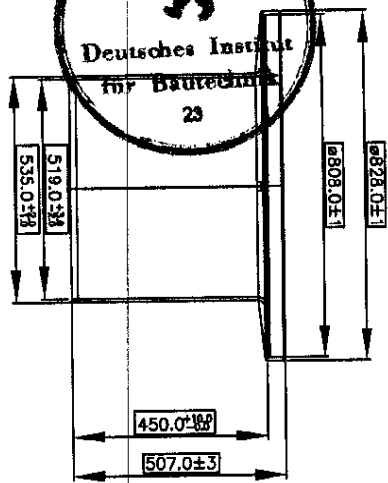 Deutsches Institut
für Bautechnik
23
ø828.0±1
ø808.0±1
519.0
535.0
450.0
507.0±3